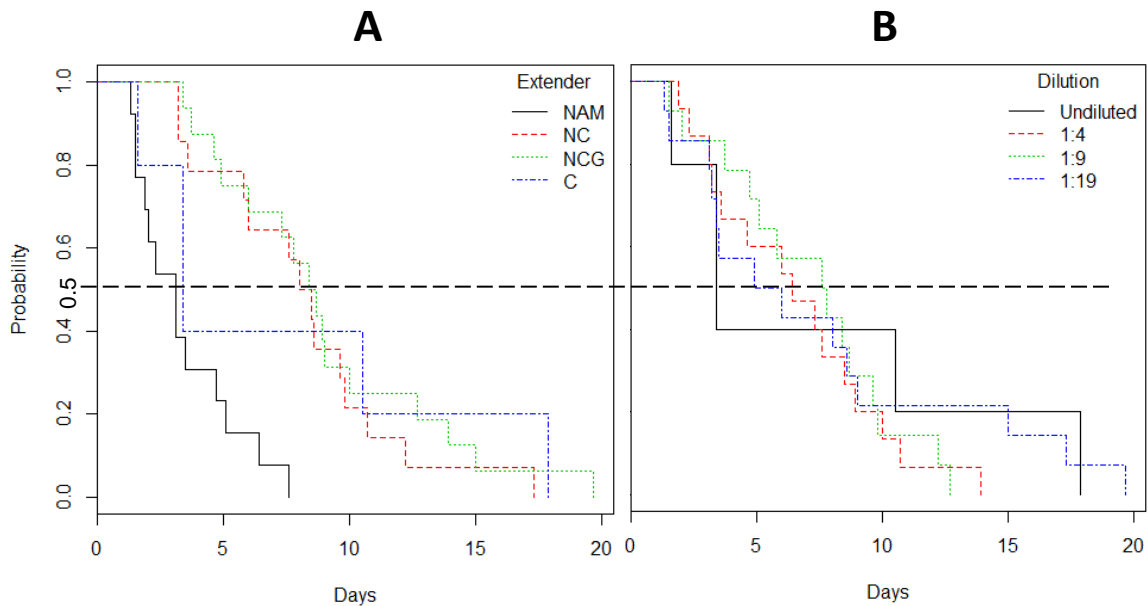 A
B
Extender
NAM
NC
NCG
C
Dilution
Undiluted
1:4
1:9
1:19
Probability
1.0
0.8
0.6
0.5
0.4
0.2
0.0
0 5 10 15 20
0 5 10 15 20
Days
Days